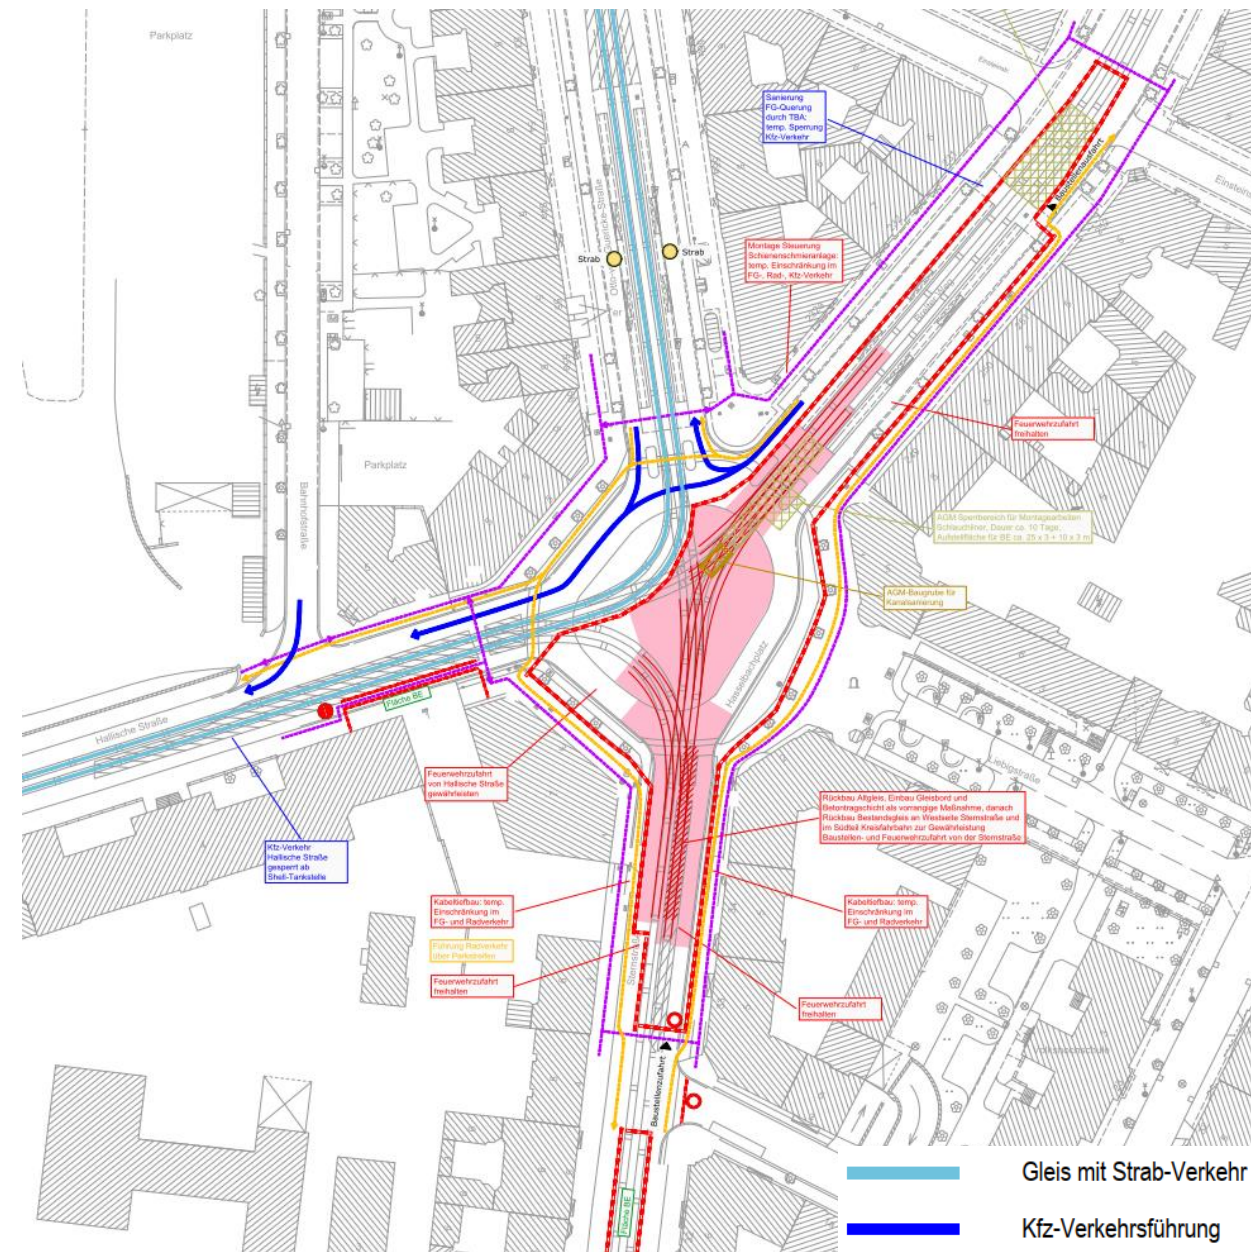 Parkplatz
Einsteinstr.
Sanierung
FG-Querung
durch TBA:
temp. Sperrung
Kfz-Verkehr
Baustellenausfahrt
Strab
Strab
Montage Steuerung
Schienenschmieranlage:
temp. Einschränkung im
FG-, Rad-, Kfz-Verkehr
Breiter Weg
Feuerwehrzufahrt
freihalten
Parkplatz
Bahnhofstraße
AGM Sperrbereich für Montagearbeiten
Schlauchliner, Dauer ca. 10 Tage,
Aufstellfläche für BE ca. 25 x 3 + 10 x 3 m
AGM-Baugrube für
Kanalsanierung
Hasselbachplatz
Fläche BE
Hallische Straße
Liebigstraße
Feuerwehrzufahrt
von Hallische Straße
gewährleisten
Rückbau Altgleis, Einbau Gleisbord und
Betontragschicht als vorrangige Maßnahme, danach
Rückbau Bestandsgleis an Westseite Sternstraße und
im Südteil Kreisfahrbahn zur Gewährleistung
Baustellen- und Feuerwehrzufahrt von der Sternstraße
Kfz-Verkehr
Hallische Straße
gesperrt ab
Shell-Tankstelle
Kabeltiefbau: temp.
Einschränkung im
FG- und Radverkehr
Kabeltiefbau: temp.
Einschränkung im
FG- und Radverkehr
Führung Radverkehr
über Parkstreifen
Feuerwehrzufahrt
freihalten
Feuerwehrzufahrt
freihalten
Baustellenzufahrt
Fläche BE
Gleis mit Strab-Verkehr
Kfz-Verkehrsführung